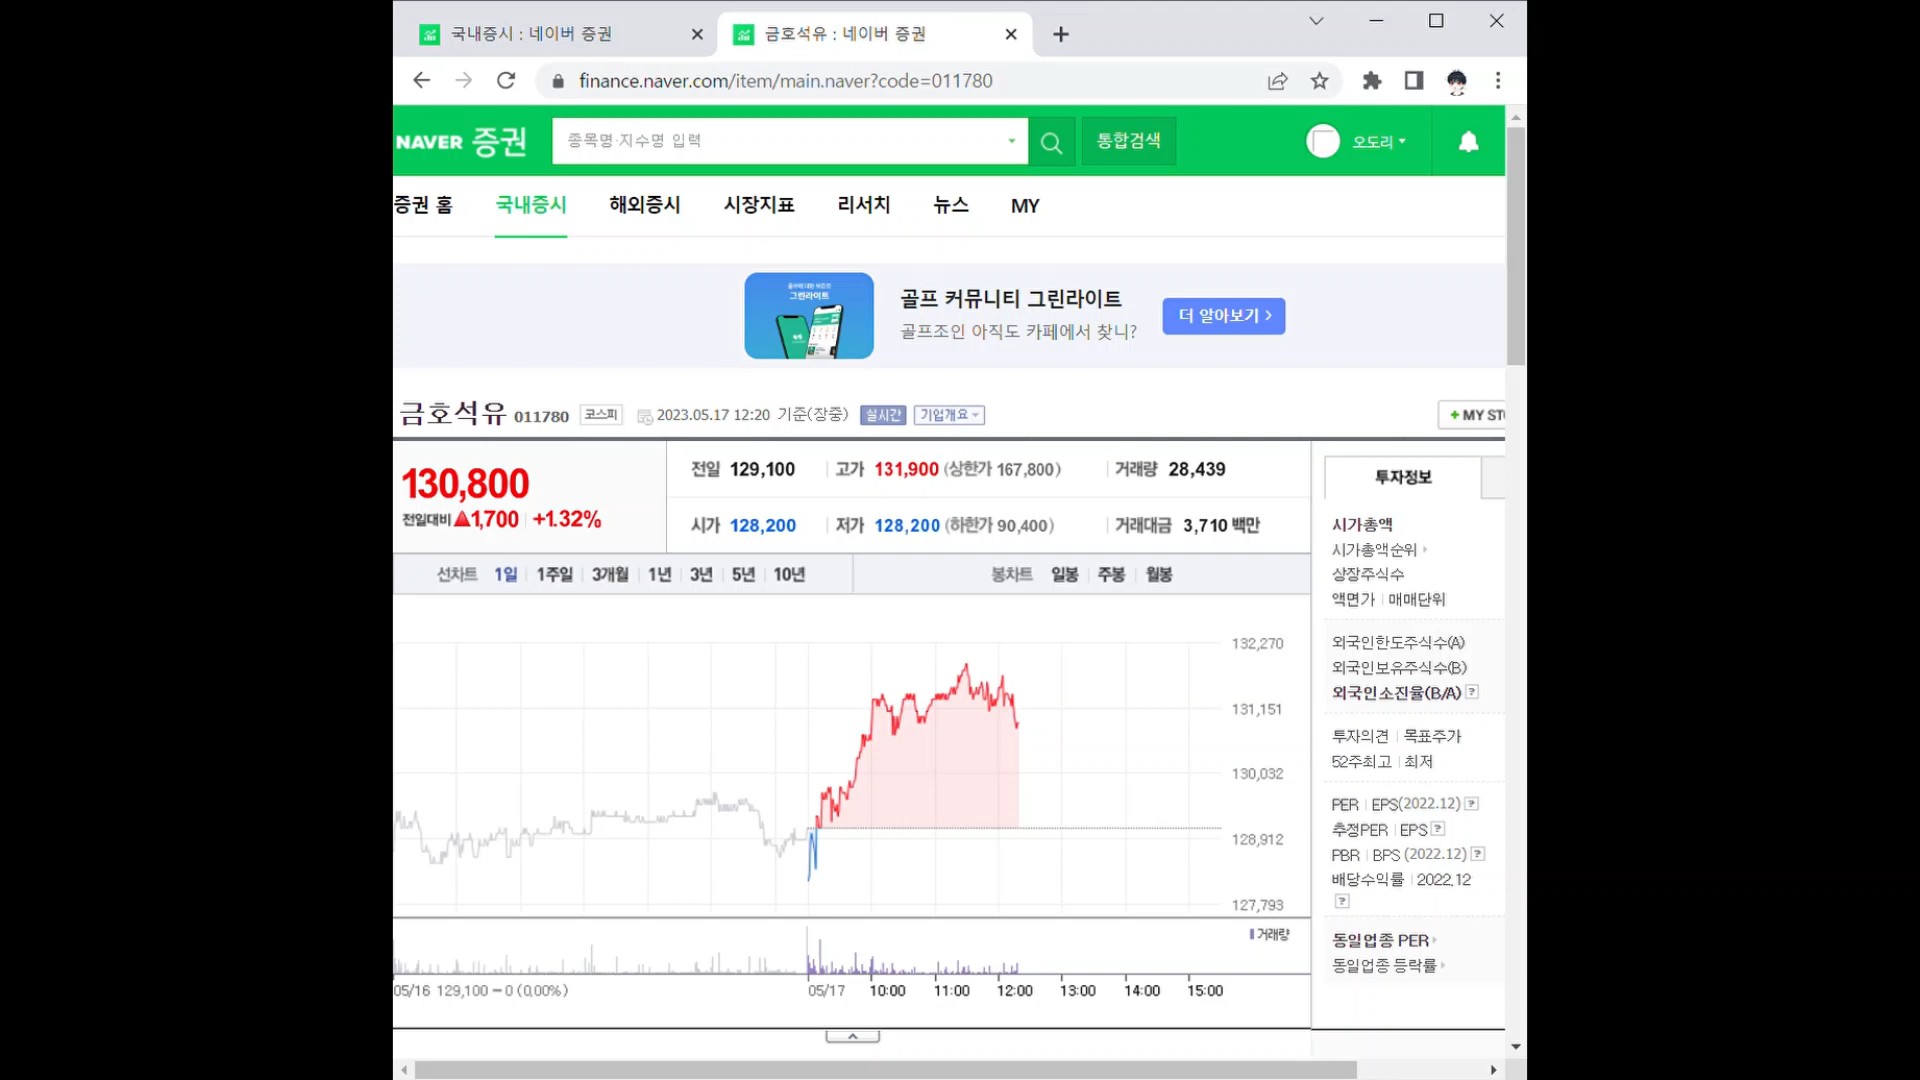 국내증시 : 네이버 증권
금호석유 : 네이버 증권
finance.naver.com/item/main.naver?code=011780
NAVER 증권
종목명·지수명 입력
통합검색
오도리
증권 홈 국내증시 해외증시 시장지표 리서치 뉴스 MY
그린라이트
골프 커뮤니티 그린라이트
골프조인 아직도 카페에서 찾니?
더 알아보기 >
금호석유 011780 코스피 2023.05.17 12:20 기준(장중) 실시간 기업개요
+ MY ST
130,800
전일대비 ▲1,700 +1.32%
전일 129,100 고가 131,900 (상한가 167,800) 거래량 28,439
시가 128,200 저가 128,200 (하한가 90,400) 거래대금 3,710 백만
선차트 1일 1주일 3개월 1년 3년 5년 10년
봉차트 일봉 주봉 월봉
132,270
131,151
130,032
128,912
127,793
거래량
05/16 129,100 – 0 (0.00%)
05/17 10:00 11:00 12:00 13:00 14:00 15:00
투자정보
시가총액
시가총액순위
상장주식수
액면가 | 매매단위
외국인한도주식수(A)
외국인보유주식수(B)
외국인소진율(B/A) ?
투자의견 | 목표주가
52주최고 | 최저
PER | EPS(2022.12) ?
추정PER | EPS ?
PBR | BPS (2022.12) ?
배당수익률 | 2022.12
?
동일업종 PER
동일업종 등락률